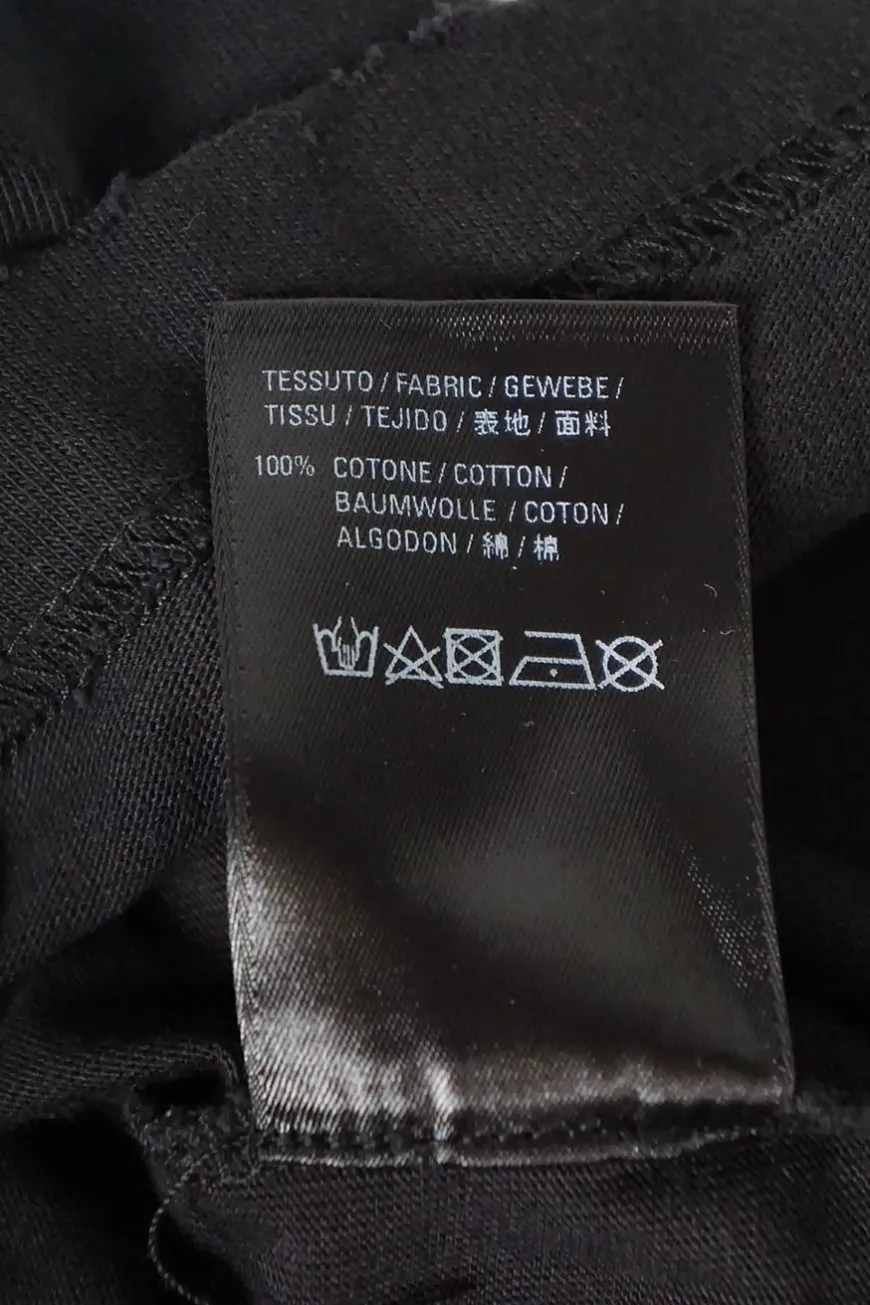 TESSUTO / FABRIC / GEWEBE /
TISSU / TEJIDO / 表地 / 面料
100% COTONE / COTTON /
BAUMWOLLE / COTON /
ALGODON / 綿 / 棉